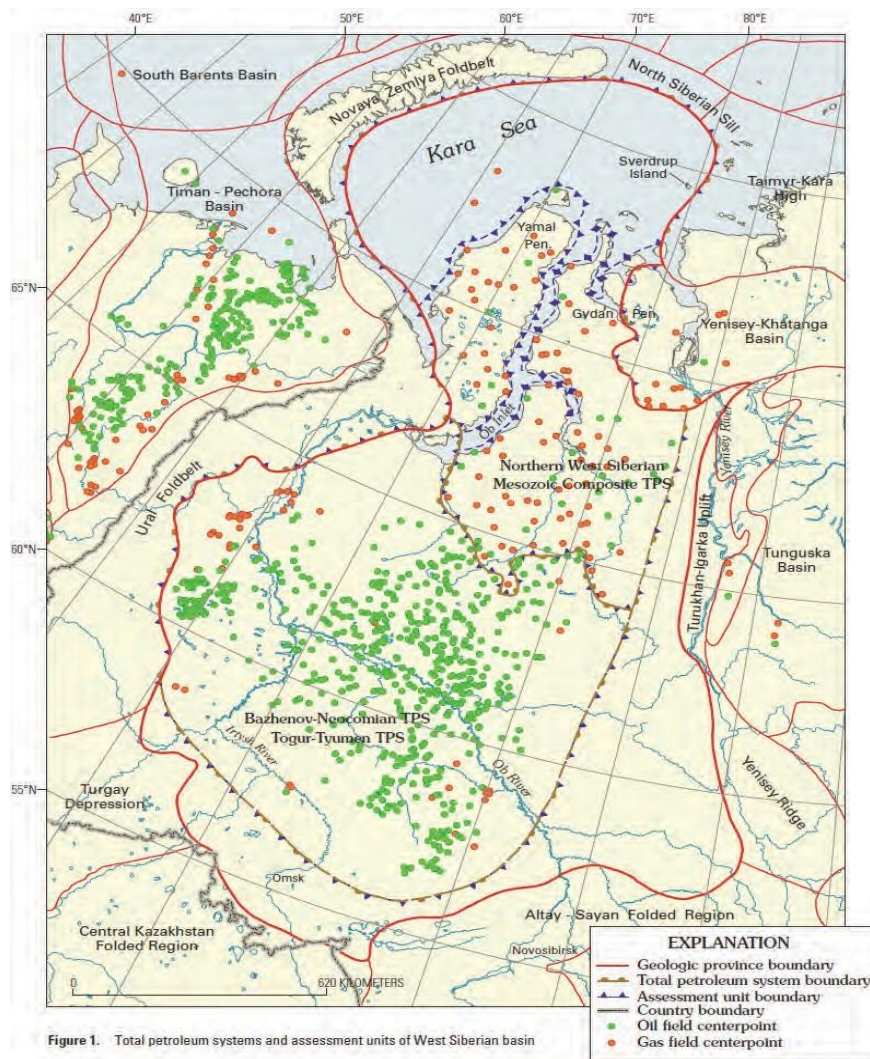 40°E
50°E
60°E
70°E
80°E
South Barents Basin
Novaya Zemlya Foldbelt
North Siberian Sill
Kara Sea
Sverdrup
Island
Taimyr-Kara
High
Timan - Pechora
Basin
Yamal
Pen.
65°N
Gydan Pen.
Yenisey-Khatanga
Basin
Ob Inlet
Yenisey River
Northern West Siberian
Mesozoic Composite TPS
Ural Foldbelt
Turukhan-Igarka Uplift
60°N
Tunguska
Basin
Bazhenov-Neocomian TPS
Togur-Tyumen TPS
Irtysh River
Ob River
Yenisey Ridge
55°N
Turgay
Depression
Omsk
Altay - Sayan Folded Region
Central Kazakhstan
Folded Region
Novosibirsk
0 620 KILOMETERS
EXPLANATION
Geologic province boundary
Total petroleum system boundary
Assessment unit boundary
Country boundary
Oil field centerpoint
Gas field centerpoint
Figure 1. Total petroleum systems and assessment units of West Siberian basin